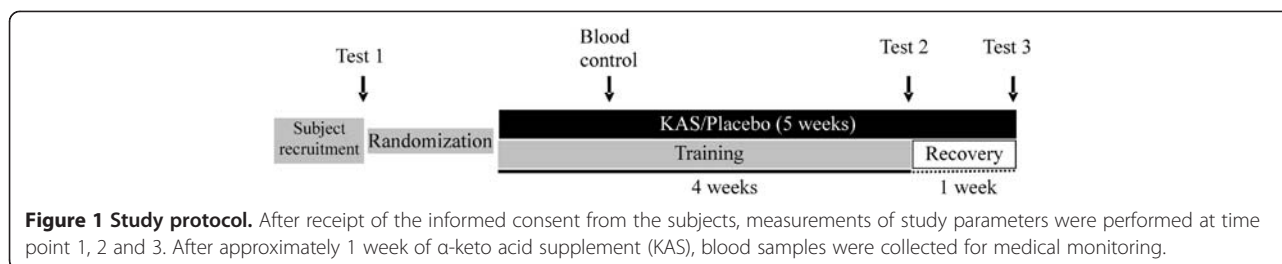 Test 1
Blood
control
Test 2
Test 3
Subject
recruitment
Randomization
KAS/Placebo (5 weeks)
Training
Recovery
4 weeks
1 week
Figure 1 Study protocol. After receipt of the informed consent from the subjects, measurements of study parameters were performed at time
point 1, 2 and 3. After approximately 1 week of α-keto acid supplement (KAS), blood samples were collected for medical monitoring.